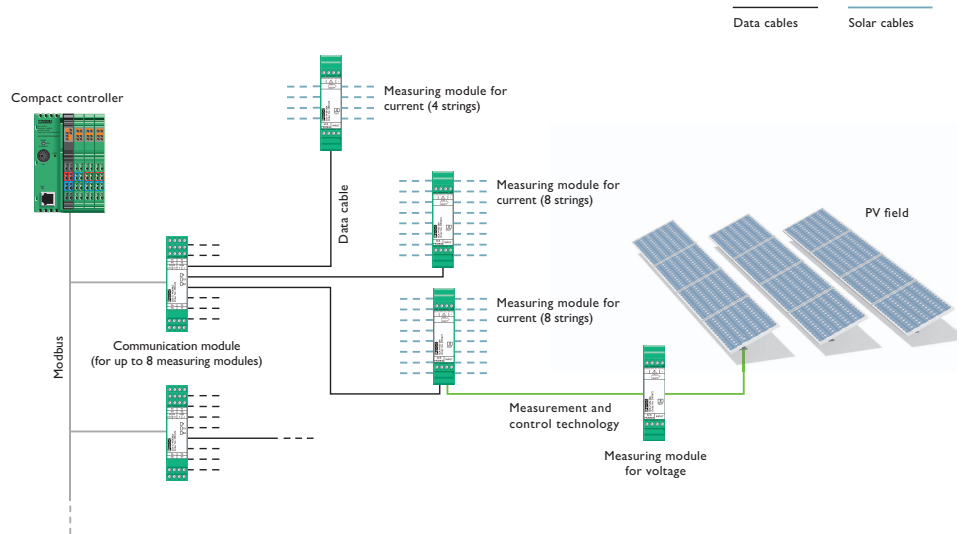 Data cables
Solar cables
Measuring module for
current (4 strings)
Compact controller
Measuring module for
current (8 strings)
PV field
Data cable
Measuring module for
current (8 strings)
Communication module
(for up to 8 measuring modules)
Modbus
Measurement and
control technology
Measuring module
for voltage